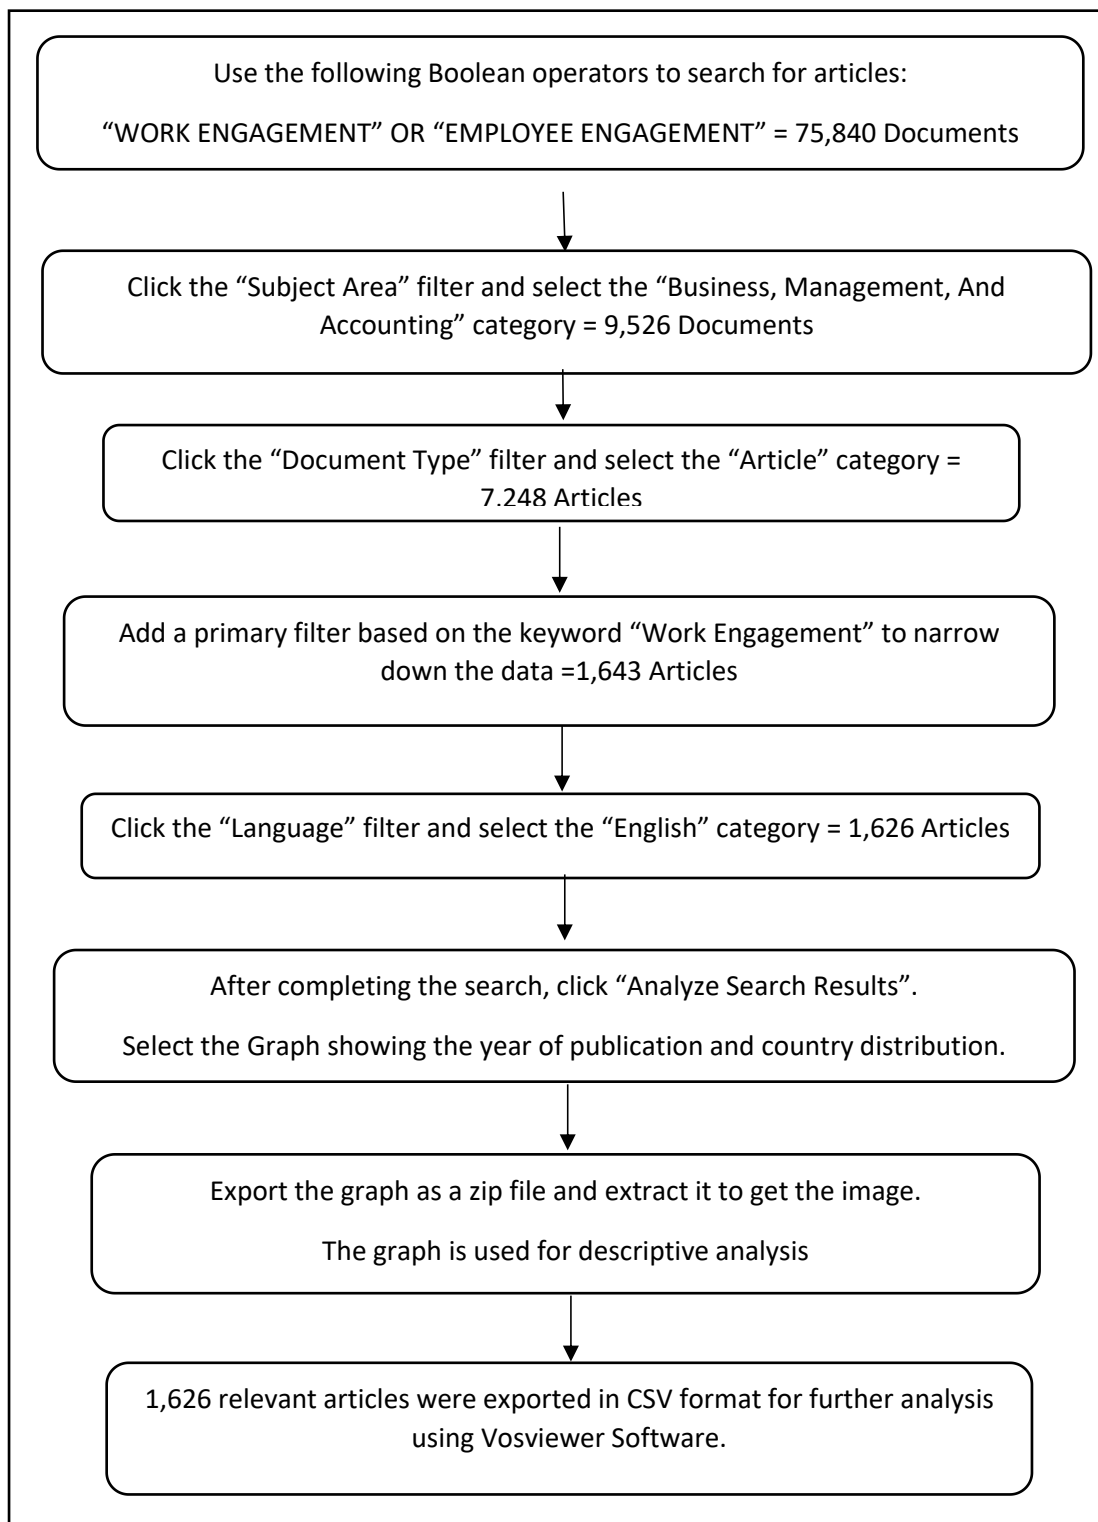 Use the following Boolean operators to search for articles:
“WORK ENGAGEMENT” OR “EMPLOYEE ENGAGEMENT” = 75,840 Documents
Click the “Subject Area” filter and select the “Business, Management, And
Accounting” category = 9,526 Documents
Click the “Document Type” filter and select the “Article” category =
7.248 Articles
Add a primary filter based on the keyword “Work Engagement” to narrow
down the data =1,643 Articles
Click the “Language” filter and select the “English” category = 1,626 Articles
After completing the search, click “Analyze Search Results”.
Select the Graph showing the year of publication and country distribution.
Export the graph as a zip file and extract it to get the image.
The graph is used for descriptive analysis
1,626 relevant articles were exported in CSV format for further analysis
using Vosviewer Software.